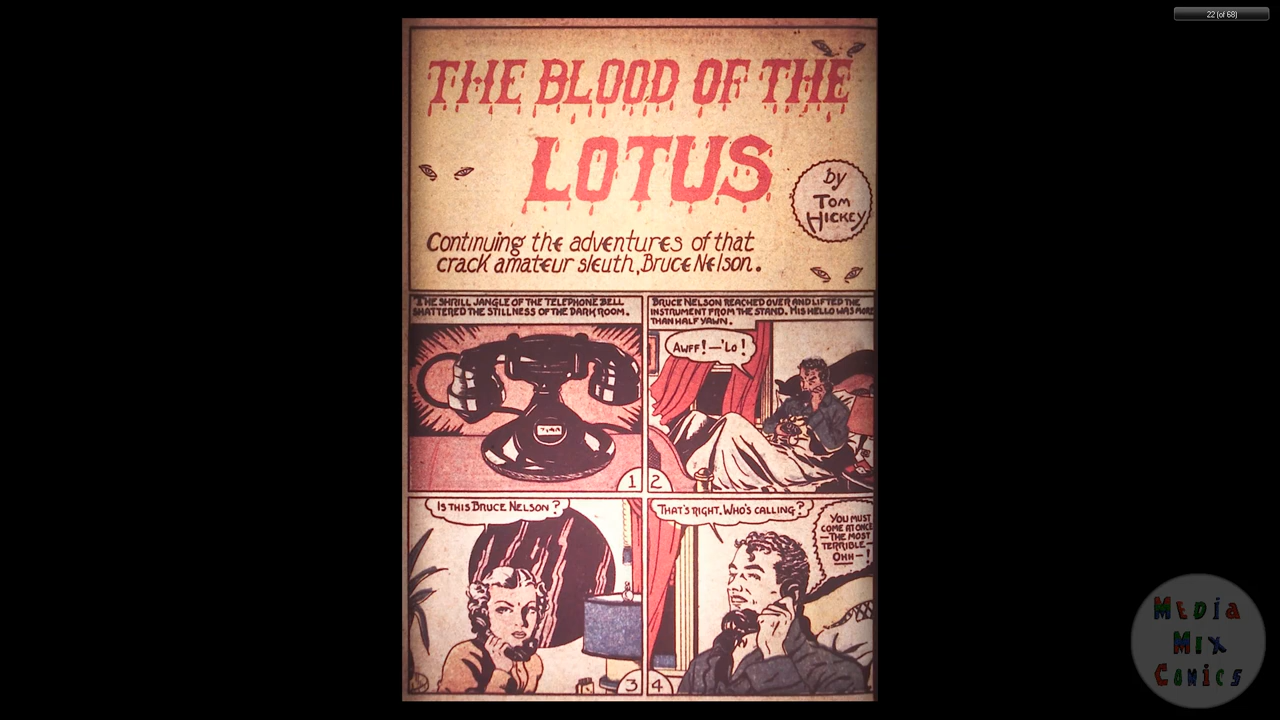 22 (of 68)
THE BLOOD OF THE
LOTUS
by
TOM
HICKEY
Continuing the adventures of that
crack amateur sleuth, Bruce Nelson.
THE SHRILL JANGLE OF THE TELEPHONE BELL
SHATTERED THE STILLNESS OF THE DARK ROOM.
BRUCE NELSON REACHED OVER AND LIFTED THE
INSTRUMENT FROM THE STAND. HIS HELLO WAS MORE
THAN HALF YAWN.
AWFF!—'LO!
1
2
IS THIS BRUCE NELSON?
THAT'S RIGHT. WHO'S CALLING?
YOU MUST
COME AT ONCE
—THE MOST
TERRIBLE—
OHH—!
3
4
MEDIA
MIX
COMICS